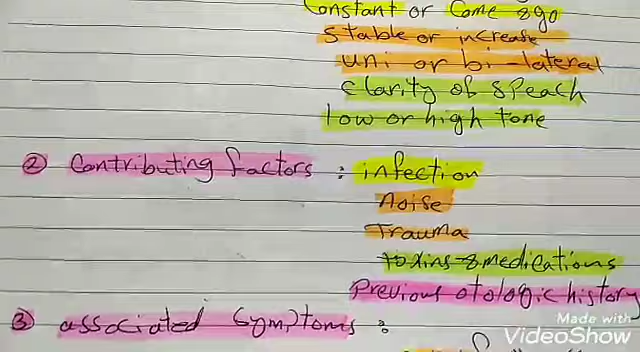 Constant or Come & go
Stable or increase
uni or bi-lateral
clarity of speach
low or high tone
② Contributing factors : infection
Noise
Trauma
toxins & medications
Previous otologic history
③ associated symptoms :
Made with
VideoShow